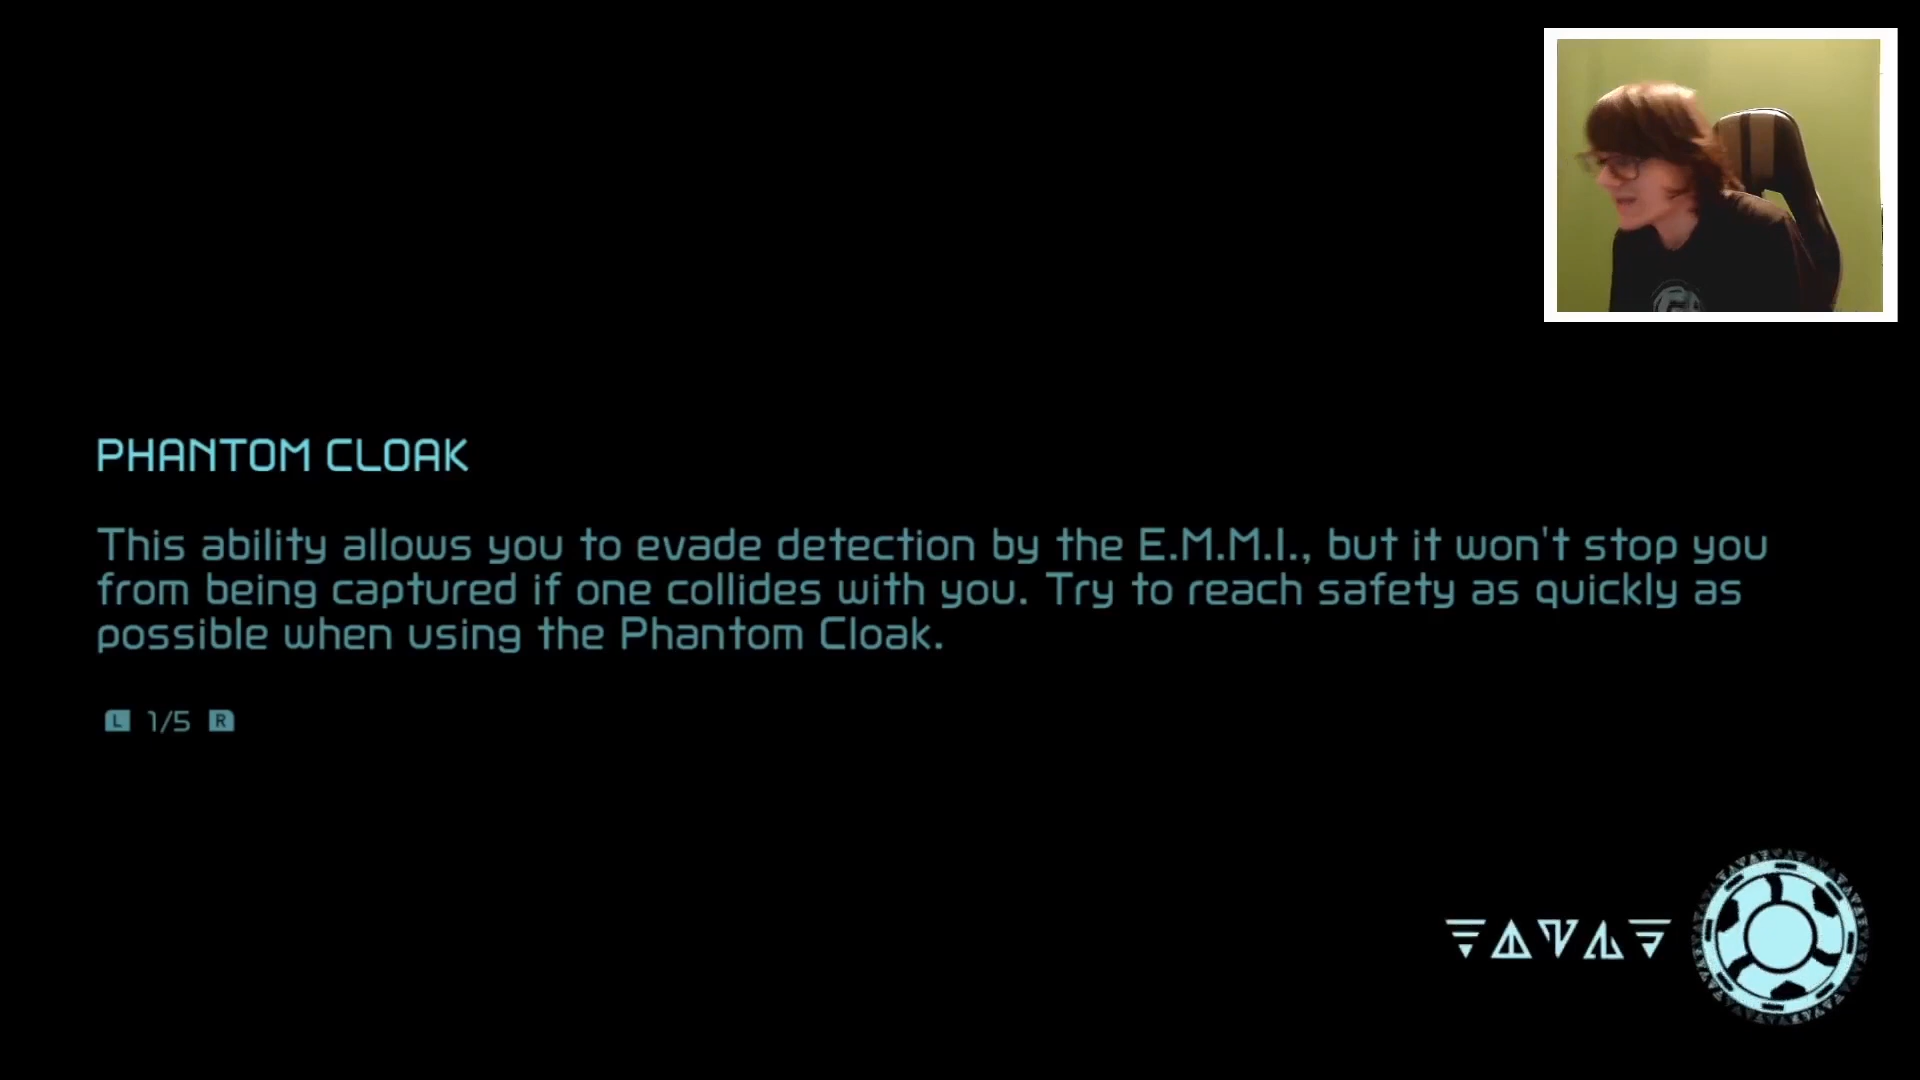 PHANTOM CLOAK
This ability allows you to evade detection by the E.M.M.I., but it won't stop you
from being captured if one collides with you. Try to reach safety as quickly as
possible when using the Phantom Cloak.
L 1/5 R